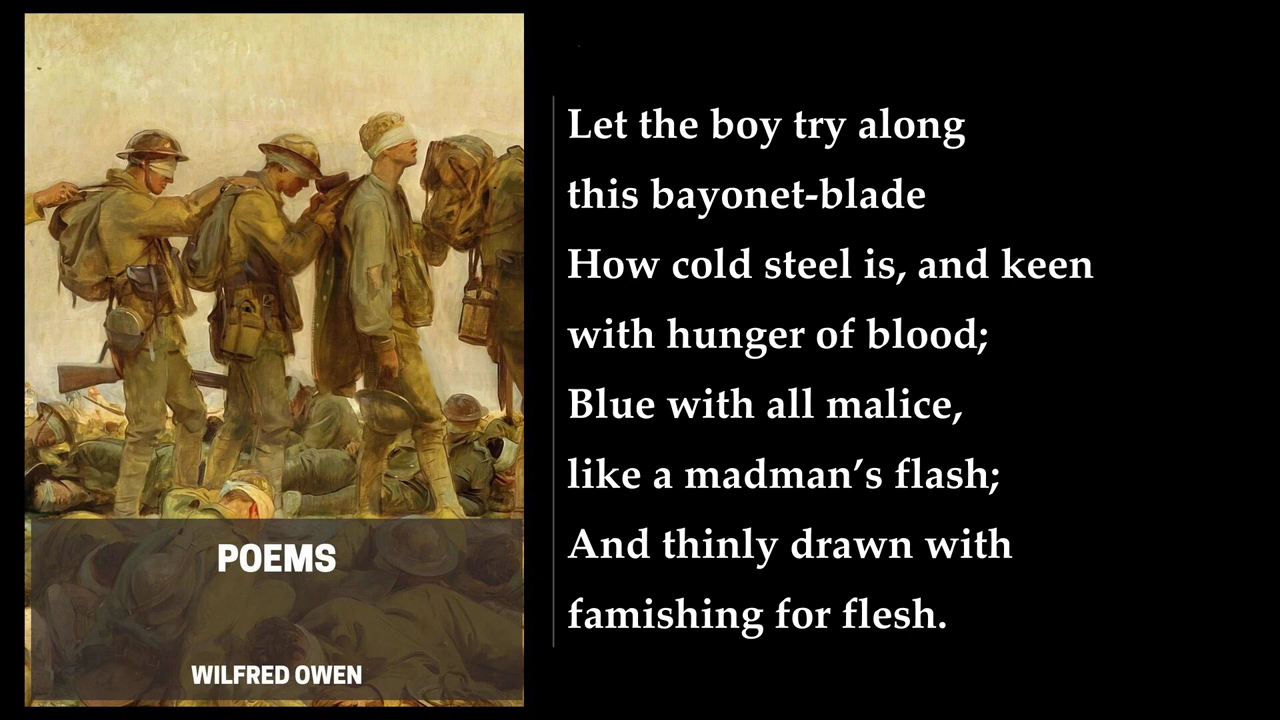 POEMS
WILFRED OWEN
Let the boy try along
this bayonet-blade
How cold steel is, and keen
with hunger of blood;
Blue with all malice,
like a madman’s flash;
And thinly drawn with
famishing for flesh.